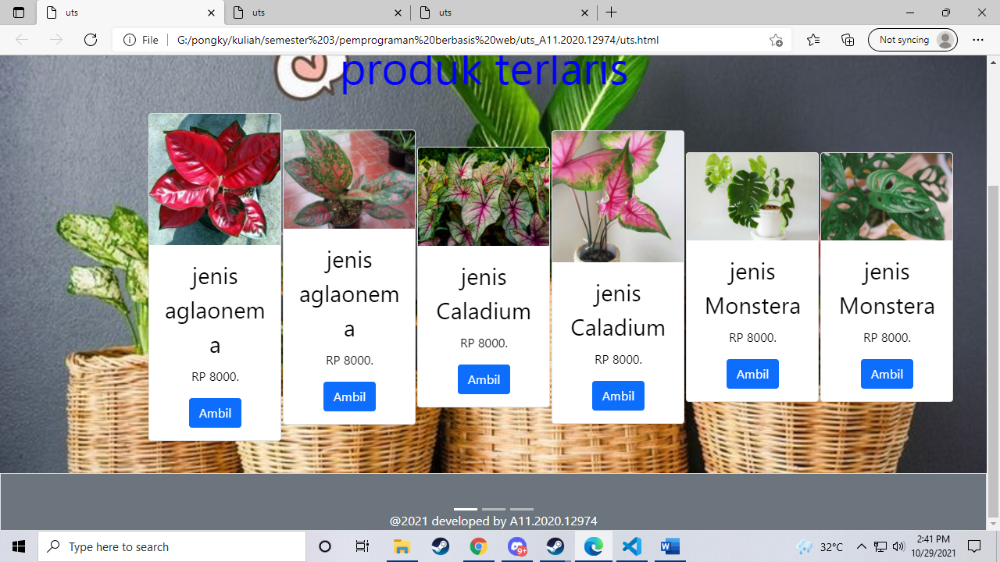 uts
uts
uts
File
G:/pongky/kuliah/semester%203/pemprograman%20berbasis%20web/uts_A11.2020.12974/uts.html
Not syncing
produk terlaris
jenis
aglaonem
a
RP 8000.
Ambil
jenis
aglaonem
a
RP 8000.
Ambil
jenis
Caladium
RP 8000.
Ambil
jenis
Caladium
RP 8000.
Ambil
jenis
Monstera
RP 8000.
Ambil
jenis
Monstera
RP 8000.
Ambil
@2021 developed by A11.2020.12974
Type here to search
9+
32°C
2:41 PM
10/29/2021